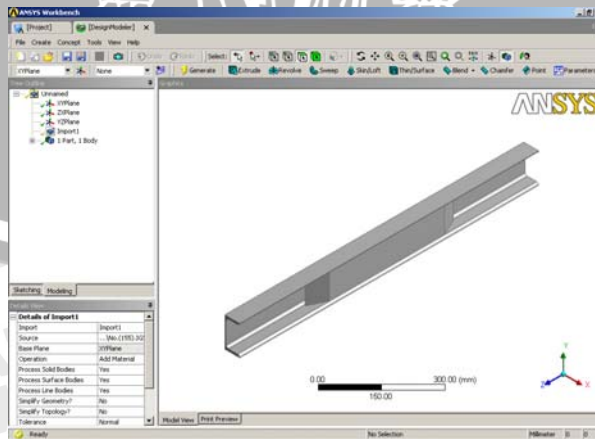 ANSYS Workbench
[Project] [DesignModeler]
File Create Concept Tools View Help
Undo Redo Select:
XYPlane None Generate Extrude Revolve Sweep Skin/Loft Thin/Surface Blend Chamfer Point Parameters
Tree Outline Graphics
Unnamed
XYPlane
ZXPlane
YZPlane
Import1
1 Part, 1 Body
ANSYS
Sketching Modeling
Details View
Details of Import1
Import Import1
Base Plane XYPlane
Operation Add Material
Process Solid Bodies Yes
Process Surface Bodies Yes
Process Line Bodies Yes
Simplify Geometry? No
Simplify Topology? No
Tolerance Normal
0.00 300.00 (mm)
150.00
Y
Z X
Model View Print Preview
Ready No Selection Millimeter 0 0